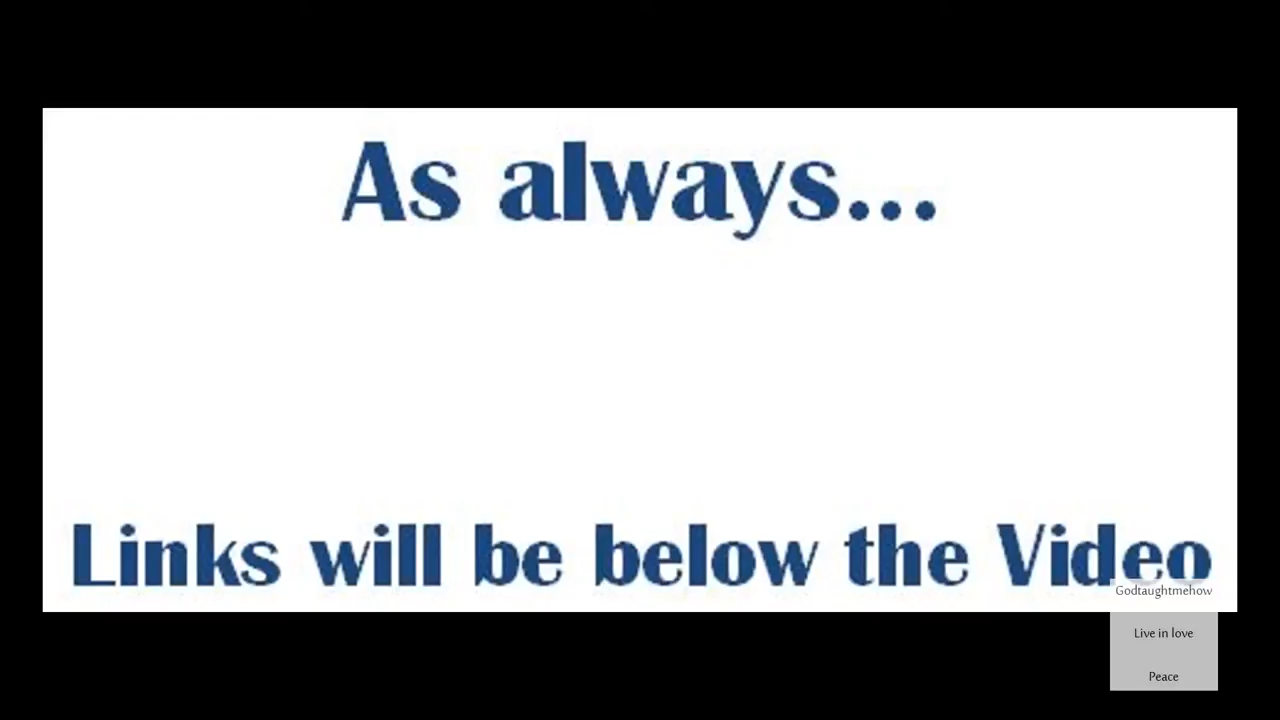 As always...
Links will be below the Video
Godtaughtmehow
Live in love
Peace